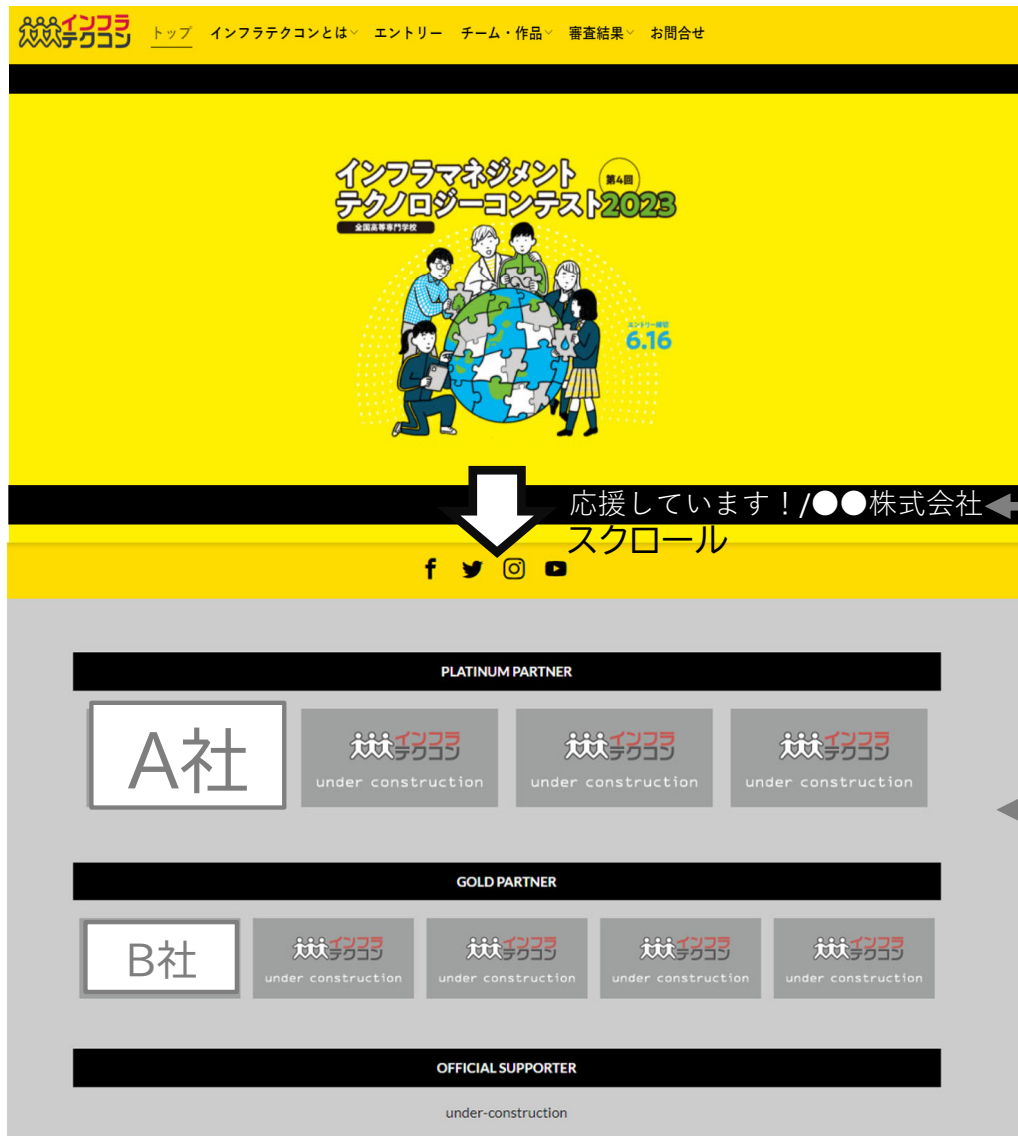 インフラ
テクコン
トップ インフラテクコンとは エントリー チーム・作品 審査結果 お問合せ
インフラマネジメント 第4回
テクノロジーコンテスト2023
全国高等専門学校
エントリー締切
6.16
応援しています！/●●株式会社
スクロール
PLATINUM PARTNER
A社
インフラ
テクコン
under construction
インフラ
テクコン
under construction
インフラ
テクコン
under construction
GOLD PARTNER
B社
インフラ
テクコン
under construction
インフラ
テクコン
under construction
インフラ
テクコン
under construction
インフラ
テクコン
under construction
OFFICIAL SUPPORTER
under-construction